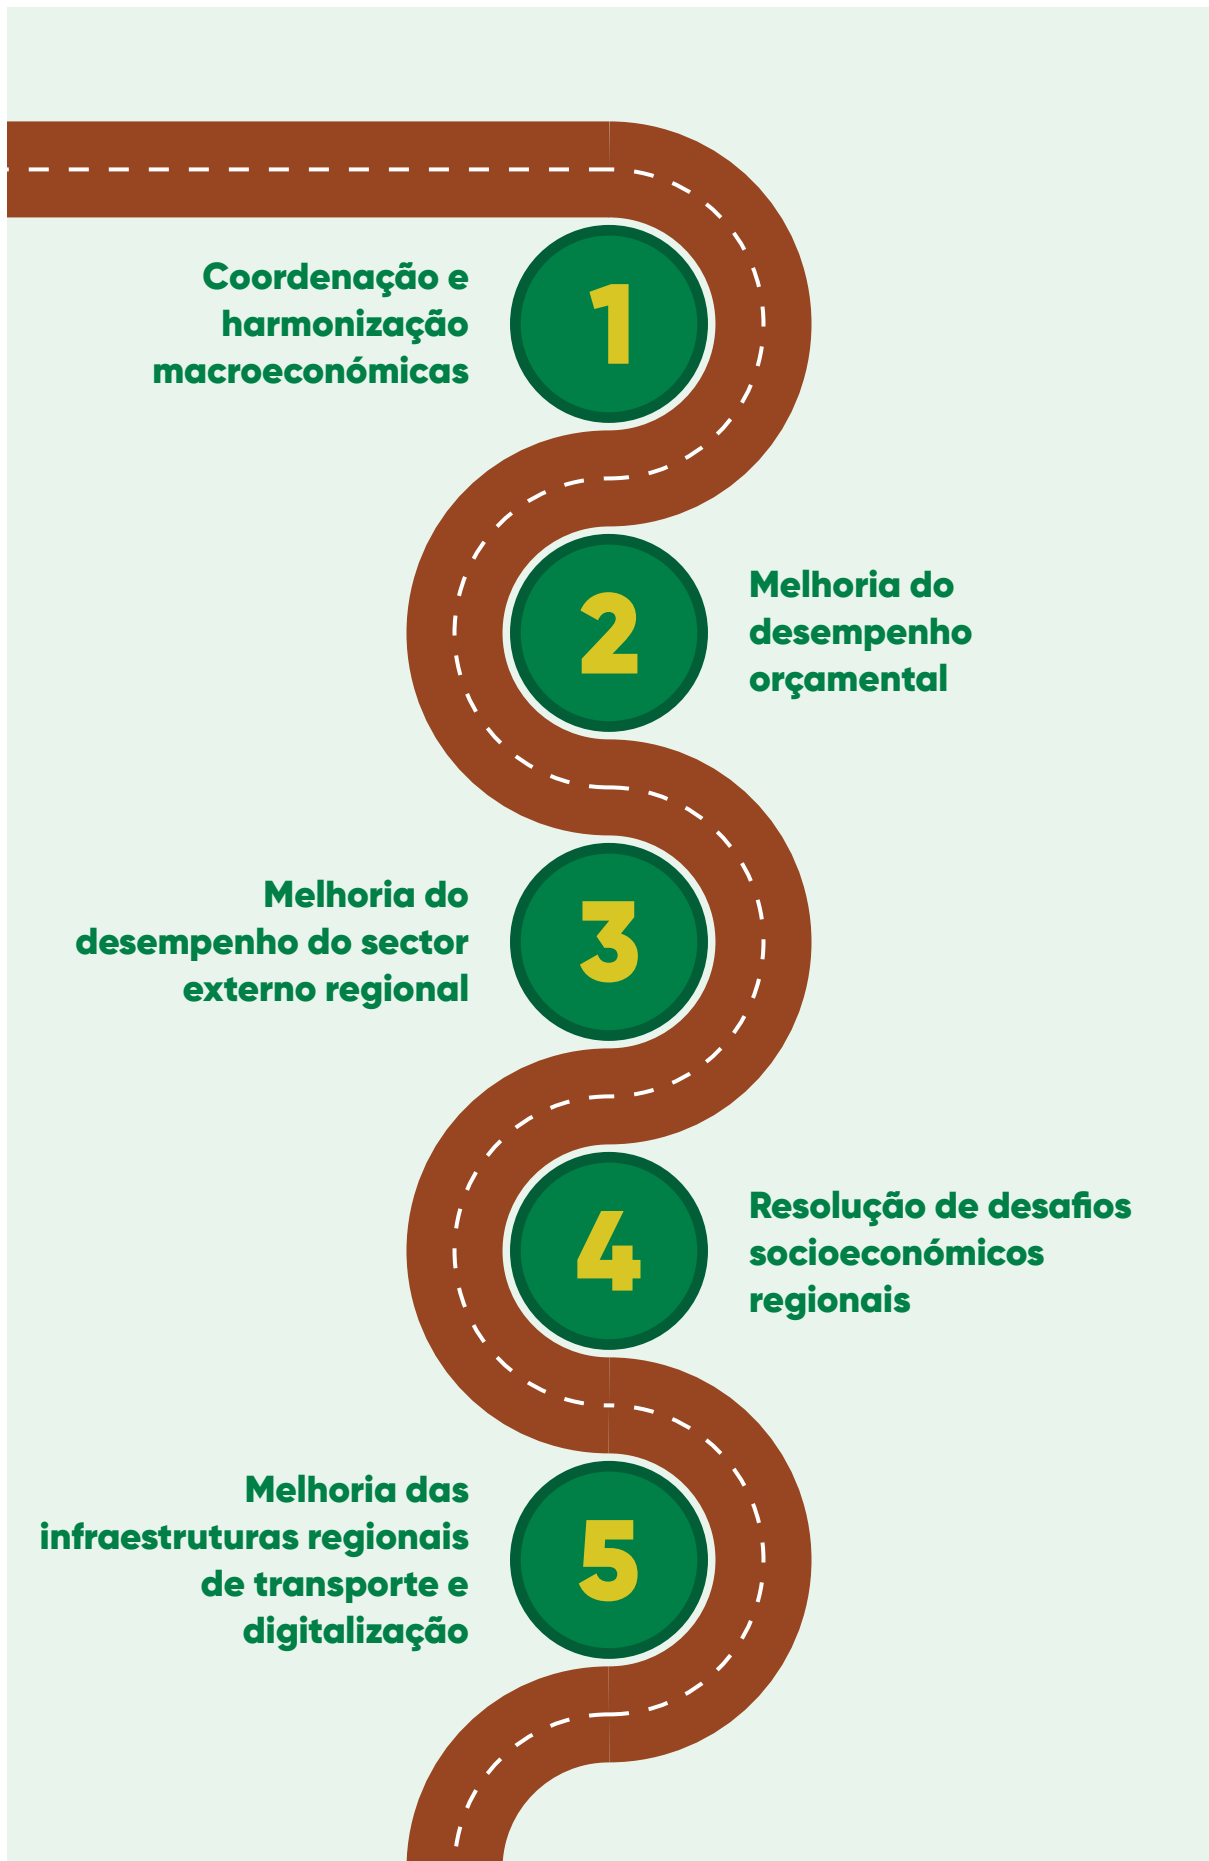 1
Coordenação e
harmonização
macroeconómicas
2
Melhoria do
desempenho
orçamental
3
Melhoria do
desempenho do sector
externo regional
4
Resolução de desafios
socioeconómicos
regionais
5
Melhoria das
infraestruturas regionais
de transporte e
digitalização